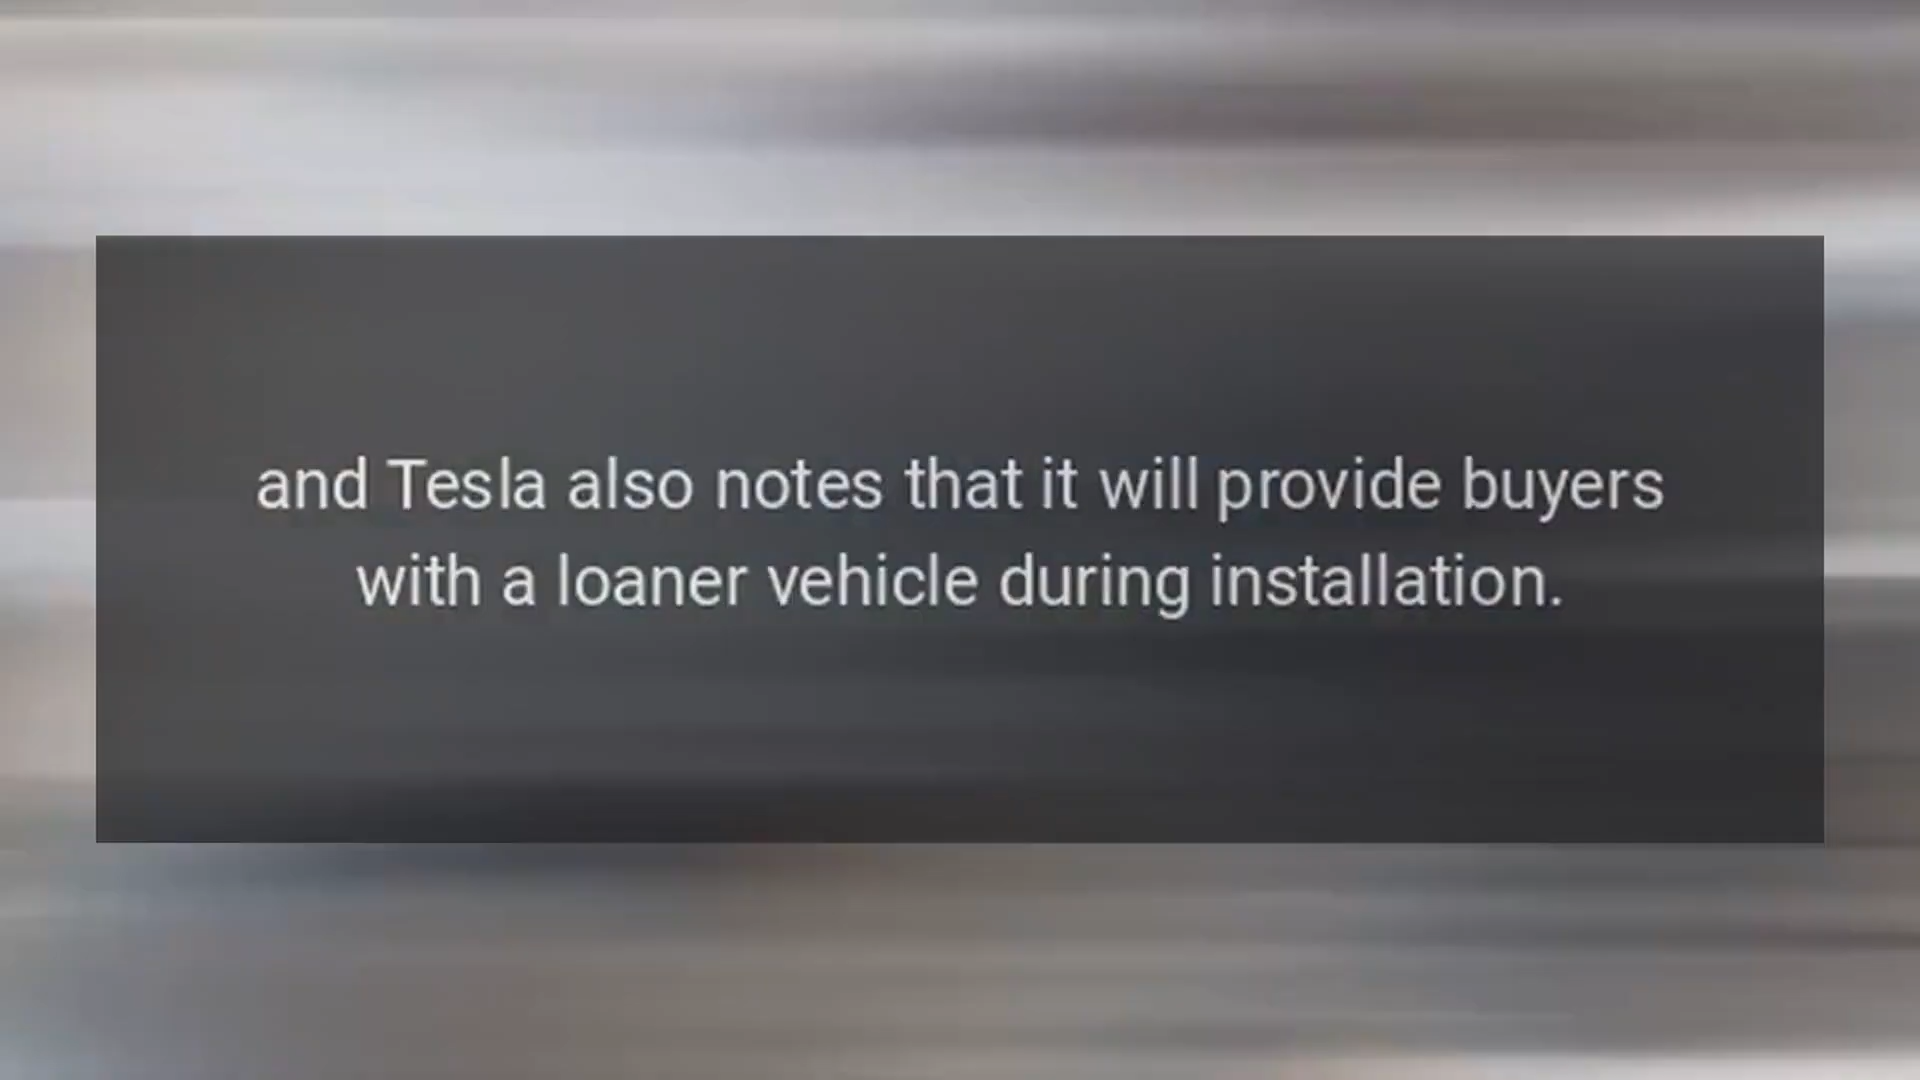 and Tesla also notes that it will provide buyers
with a loaner vehicle during installation.